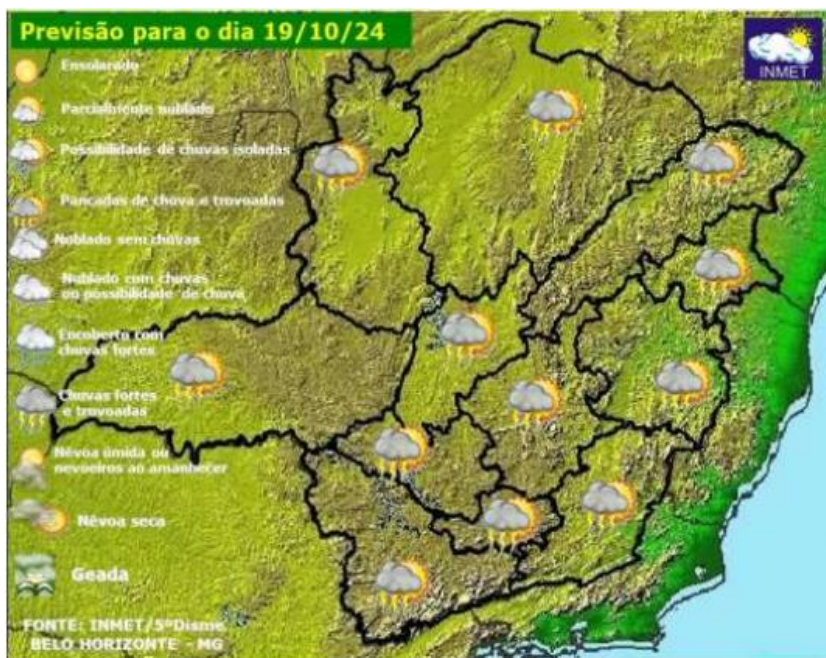 Previsão para o dia 19/10/24
INMET
Ensolarado
Parcialmente nublado
Possibilidade de chuvas isoladas
Pancadas de chuva e trovoadas
Noblado sem chuvas
Nublado com chuvas
ou possibilidade de chuva
Encoberto com
chuvas fortes
Chuvas fortes
e trovoadas
Névoa úmida ou
nevoeiros ao amanhecer
Névoa seca
Geada
FONTE: INMET/5ºDisme
BELO HORIZONTE - MG